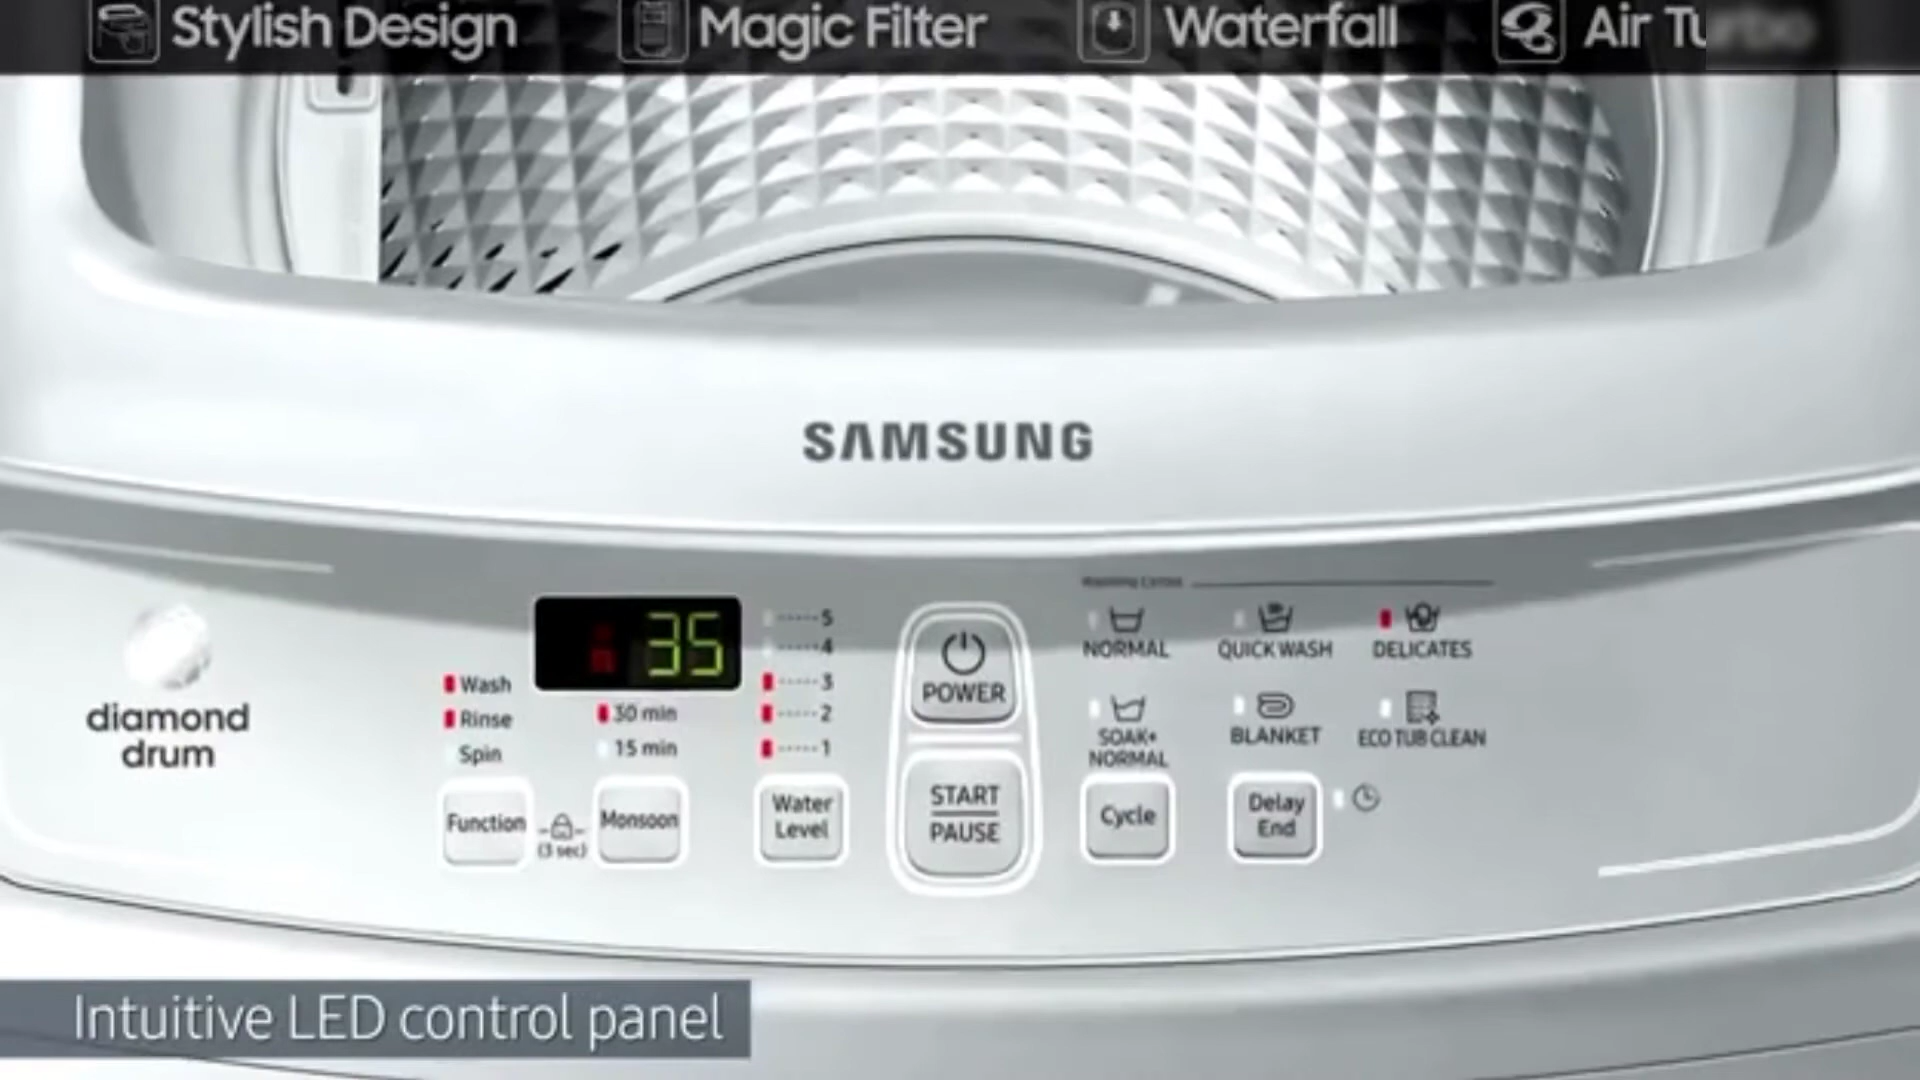 Stylish Design
Magic Filter
Waterfall
Air Turbo
SAMSUNG
diamond
drum
35
Wash
Rinse
Spin
30 min
15 min
5
4
3
2
1
POWER
START
PAUSE
NORMAL
QUICK WASH
DELICATES
SOAK+
NORMAL
BLANKET
ECO TUB CLEAN
Function
(3 sec)
Monsoon
Water
Level
Cycle
Delay
End
Intuitive LED control panel